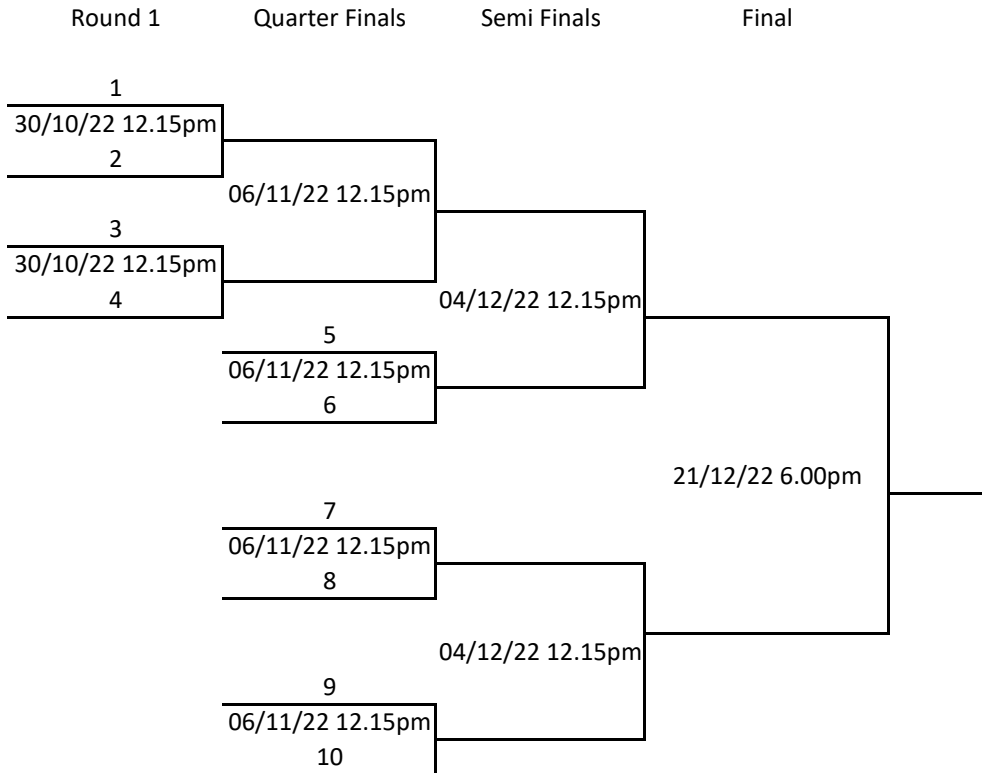 Round 1 Quarter Finals Semi Finals Final
1
30/10/22 12.15pm
2
06/11/22 12.15pm
3
30/10/22 12.15pm
4
04/12/22 12.15pm
5
06/11/22 12.15pm
6
21/12/22 6.00pm
7
06/11/22 12.15pm
8
04/12/22 12.15pm
9
06/11/22 12.15pm
10